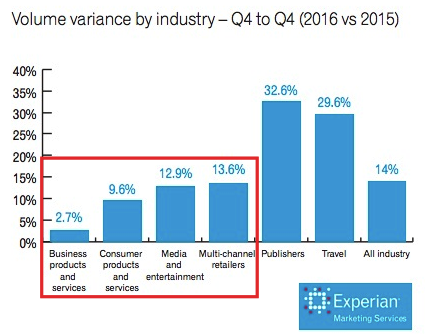 Volume variance by industry – Q4 to Q4 (2016 vs 2015)
40%
35%
30%
25%
20%
15%
10%
5%
0%
2.7%
9.6%
12.9%
13.6%
32.6%
29.6%
14%
Business
products
and
services
Consumer
products
and
services
Media
and
entertainment
Multi-channel
retailers
Publishers
Travel
All industry
Experian
Marketing Services